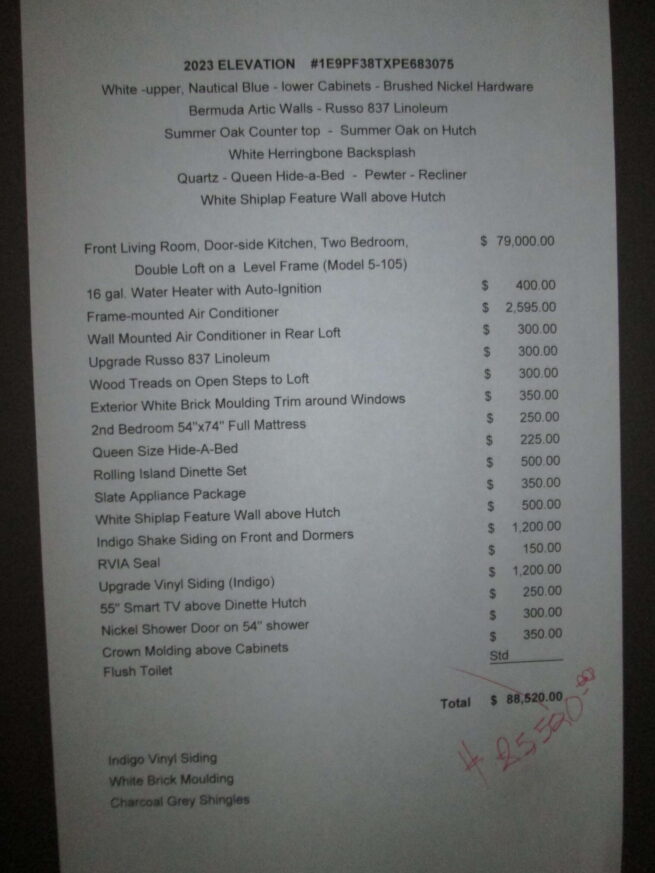 2023 ELEVATION #1E9PF38TXPE683075
White -upper, Nautical Blue - lower Cabinets - Brushed Nickel Hardware
Bermuda Artic Walls - Russo 837 Linoleum
Summer Oak Counter top - Summer Oak on Hutch
White Herringbone Backsplash
Quartz - Queen Hide-a-Bed - Pewter - Recliner
White Shiplap Feature Wall above Hutch
Front Living Room, Door-side Kitchen, Two Bedroom, $ 79,000.00
Double Loft on a Level Frame (Model 5-105)
16 gal. Water Heater with Auto-Ignition $ 400.00
Frame-mounted Air Conditioner $ 2,595.00
Wall Mounted Air Conditioner in Rear Loft $ 300.00
Upgrade Russo 837 Linoleum $ 300.00
Wood Treads on Open Steps to Loft $ 300.00
Exterior White Brick Moulding Trim around Windows $ 350.00
2nd Bedroom 54"x74" Full Mattress $ 250.00
Queen Size Hide-A-Bed $ 225.00
Rolling Island Dinette Set $ 500.00
Slate Appliance Package $ 350.00
White Shiplap Feature Wall above Hutch $ 500.00
Indigo Shake Siding on Front and Dormers $ 1,200.00
RVIA Seal $ 150.00
Upgrade Vinyl Siding (Indigo) $ 1,200.00
55" Smart TV above Dinette Hutch $ 250.00
Nickel Shower Door on 54" shower $ 300.00
Crown Molding above Cabinets $ 350.00
Flush Toilet Std
Total $ 88,520.00
$ 85,520.00
Indigo Vinyl Siding
White Brick Moulding
Charcoal Grey Shingles